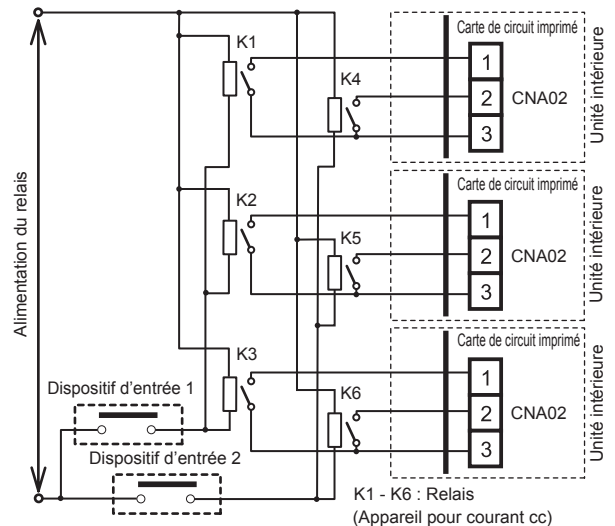 Alimentation du relais
K1
K4
Carte de circuit imprimé
1
2
3
CNA02
Unité intérieure
K2
K5
Carte de circuit imprimé
1
2
3
CNA02
Unité intérieure
K3
K6
Carte de circuit imprimé
1
2
3
CNA02
Unité intérieure
Dispositif d'entrée 1
Dispositif d'entrée 2
K1 - K6 : Relais
(Appareil pour courant cc)